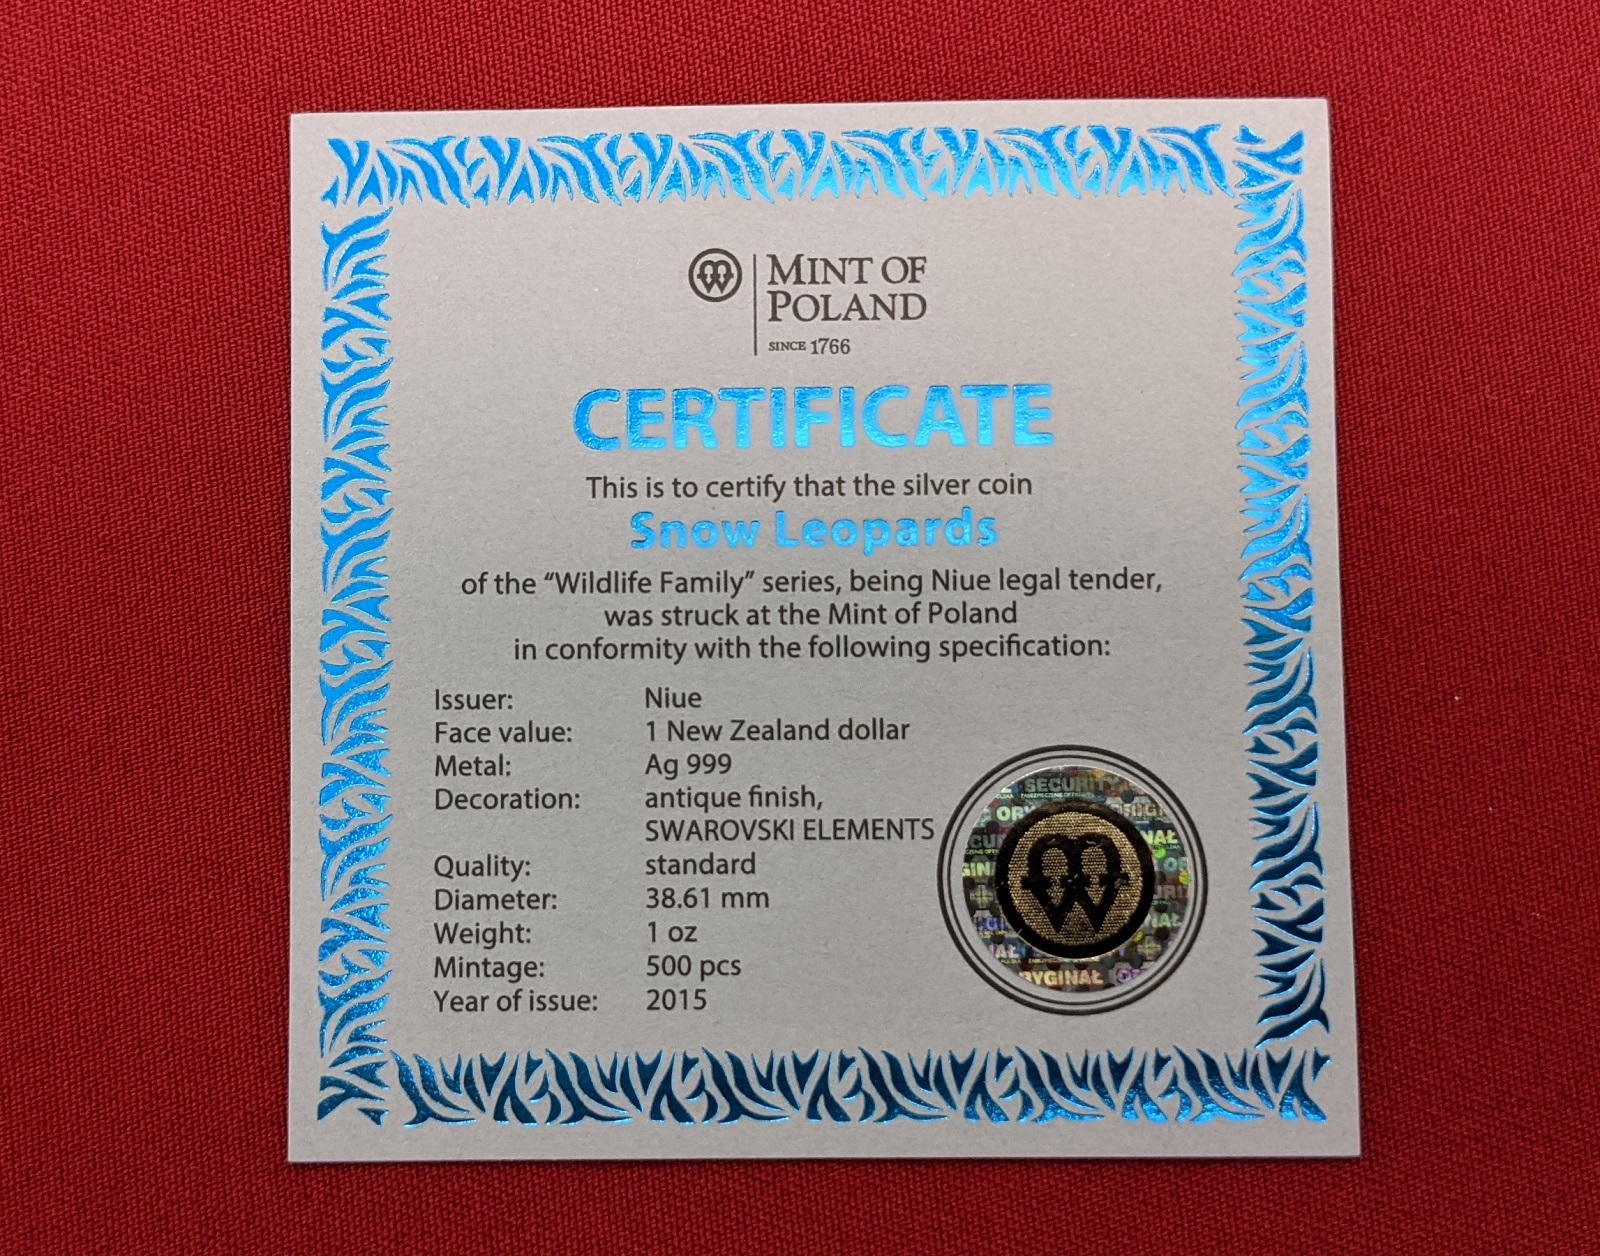 MINT OF
POLAND
SINCE 1766
CERTIFICATE
This is to certify that the silver coin
Snow Leopards
of the “Wildlife Family” series, being Niue legal tender,
was struck at the Mint of Poland
in conformity with the following specification:
Issuer: Niue
Face value: 1 New Zealand dollar
Metal: Ag 999
Decoration: antique finish,
SWAROVSKI ELEMENTS
Quality: standard
Diameter: 38.61 mm
Weight: 1 oz
Mintage: 500 pcs
Year of issue: 2015
SECURITY